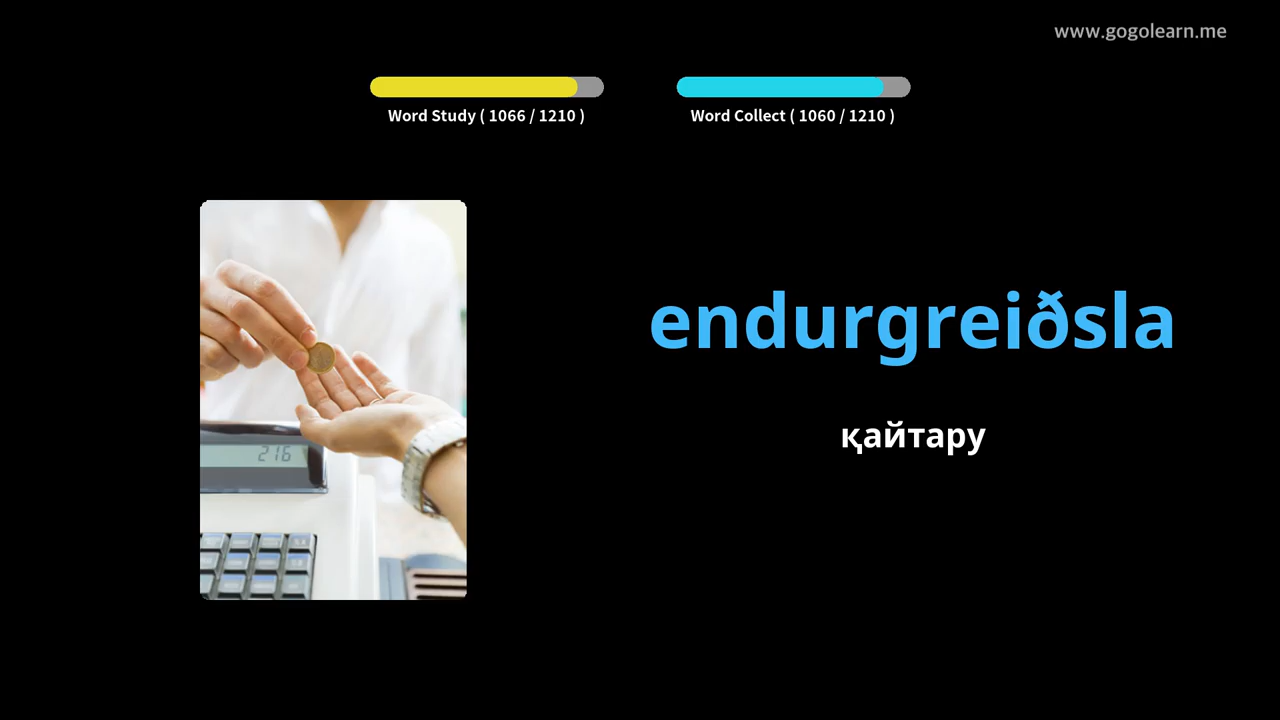 www.gogolearn.me
Word Study ( 1066 / 1210 )
Word Collect ( 1060 / 1210 )
endurgreiðsla
қайтару
216